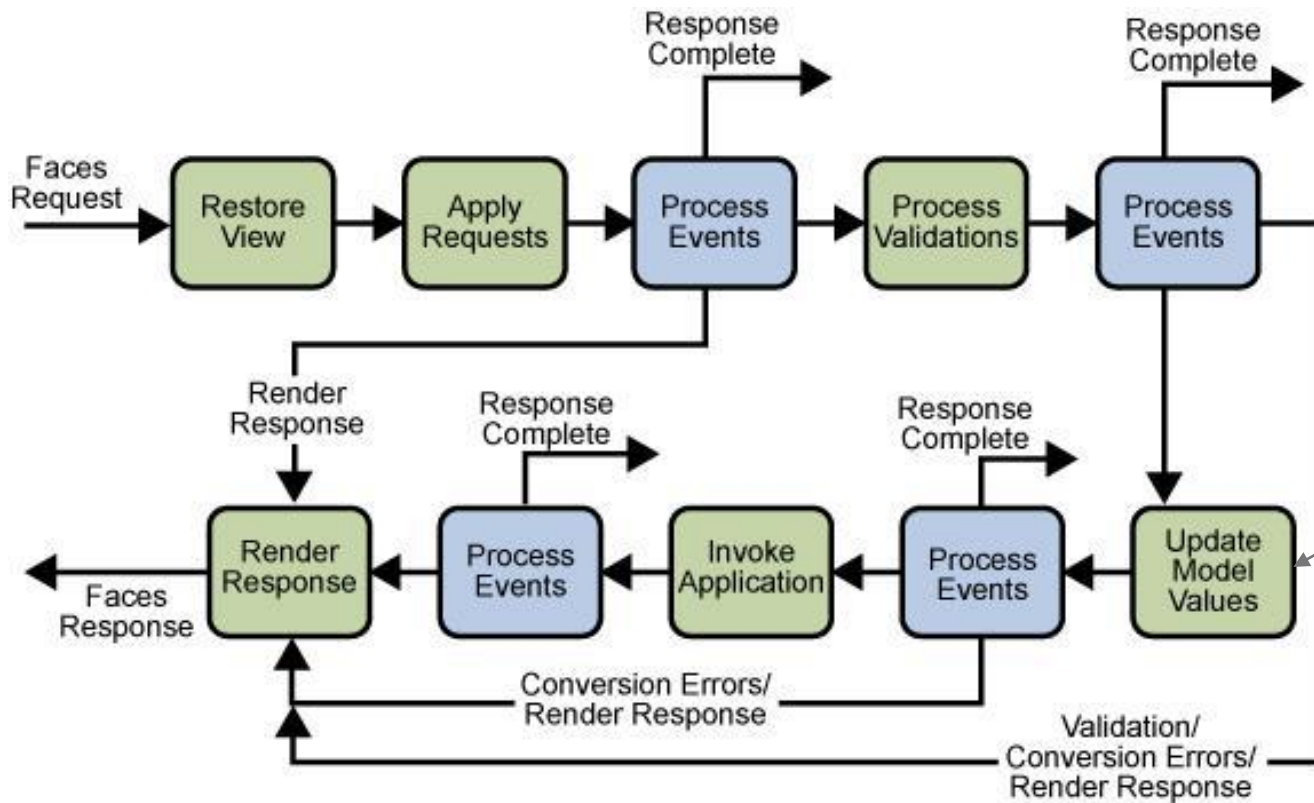 Response
Complete
Response
Complete
Faces
Request
Restore
View
Apply
Requests
Process
Events
Process
Validations
Process
Events
Render
Response
Response
Complete
Response
Complete
Render
Response
Process
Events
Invoke
Application
Process
Events
Update
Model
Values
Faces
Response
Conversion Errors/
Render Response
Validation/
Conversion Errors/
Render Response